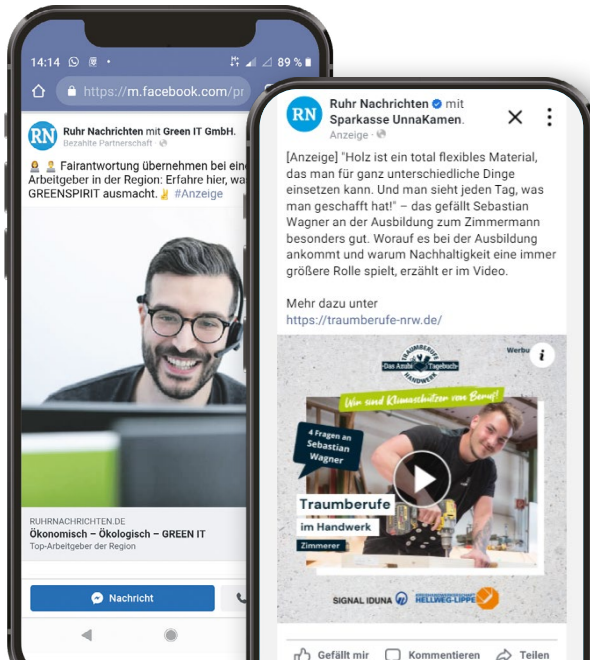 14:14
89 %
https://m.facebook.com/pr
RN
Ruhr Nachrichten mit Green IT GmbH.
Bezahlte Partnerschaft ·
Fairantwortung übernehmen bei ein
Arbeitgeber in der Region: Erfahre hier, wa
GREENSPIRIT ausmacht. #Anzeige
RUHRNACHRICHTEN.DE
Ökonomisch – Ökologisch – GREEN IT
Top-Arbeitgeber der Region
Nachricht
RN
Ruhr Nachrichten mit
Sparkasse UnnaKamen.
Anzeige ·
[Anzeige] "Holz ist ein total flexibles Material,
das man für ganz unterschiedliche Dinge
einsetzen kann. Und man sieht jeden Tag, was
man geschafft hat!" – das gefällt Sebastian
Wagner an der Ausbildung zum Zimmermann
besonders gut. Worauf es bei der Ausbildung
ankommt und warum Nachhaltigkeit eine immer
größere Rolle spielt, erzählt er im Video.
Mehr dazu unter
https://traumberufe-nrw.de/
Werbu
i
TRAUMBERUFE
Das Azubi Tagebuch
HANDWERK
Wir sind Klimaschützer von Beruf!
4 Fragen an
Sebastian
Wagner
Traumberufe
im Handwerk
Zimmerer
SIGNAL IDUNA
HELLWEG-LIPPE
Gefällt mir
Kommentieren
Teilen